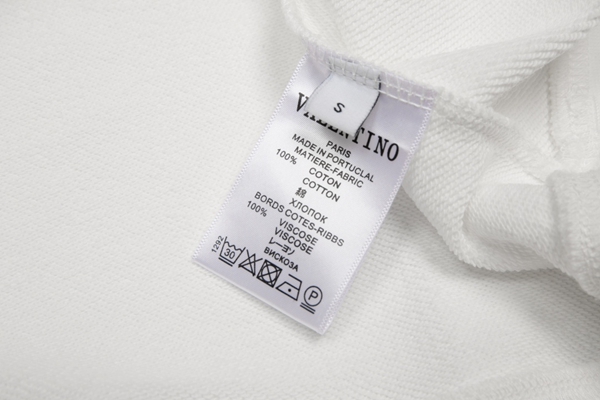 S
VALENTINO
PARIS
MADE IN PORTUCLAL
MATIERE-FABRIC
100% COTON
COTTON
綿
ХЛОПОК
BORDS COTES-RIBBS
100% VISCOSE
VISCOSE
レーヨン
ВИСКОЗА
1292
30
P